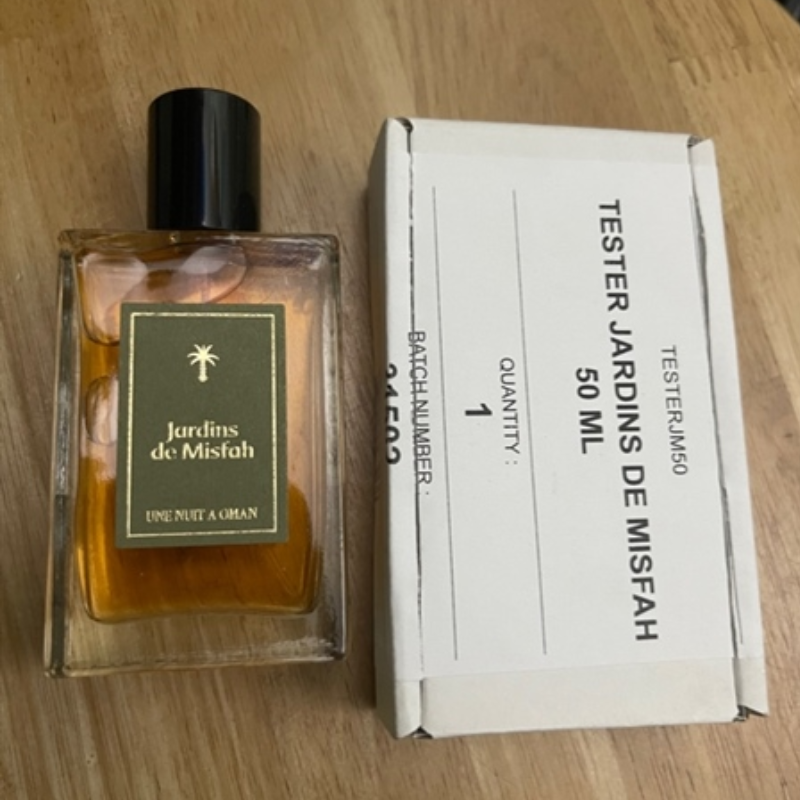 Jardins
de Misfah
UNE NUIT A OMAN
TESTERJM50
TESTER JARDINS DE MISFAH
50 ML
QUANTITY :
1
BATCH NUMBER :